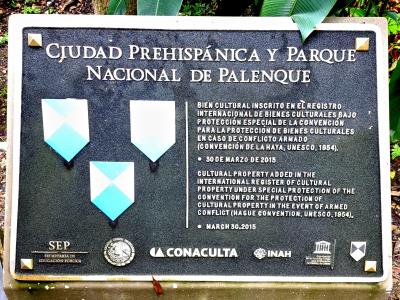 CIUDAD PREHISPÁNICA Y PARQUE
NACIONAL DE PALENQUE
BIEN CULTURAL INSCRITO EN EL REGISTRO
INTERNACIONAL DE BIENES CULTURALES BAJO
PROTECCIÓN ESPECIAL DE LA CONVENCIÓN
PARA LA PROTECCIÓN DE BIENES CULTURALES
EN CASO DE CONFLICTO ARMADO
(CONVENCIÓN DE LA HAYA, UNESCO, 1954).
• 30 DE MARZO DE 2015
CULTURAL PROPERTY ADDED IN THE
INTERNATIONAL REGISTER OF CULTURAL
PROPERTY UNDER SPECIAL PROTECTION OF THE
CONVENTION FOR THE PROTECTION OF
CULTURAL PROPERTY IN THE EVENT OF ARMED
CONFLICT (HAGUE CONVENTION, UNESCO, 1954).
• MARCH 30, 2015
SEP
SECRETARÍA DE
EDUCACIÓN PÚBLICA
CONACULTA
INAH